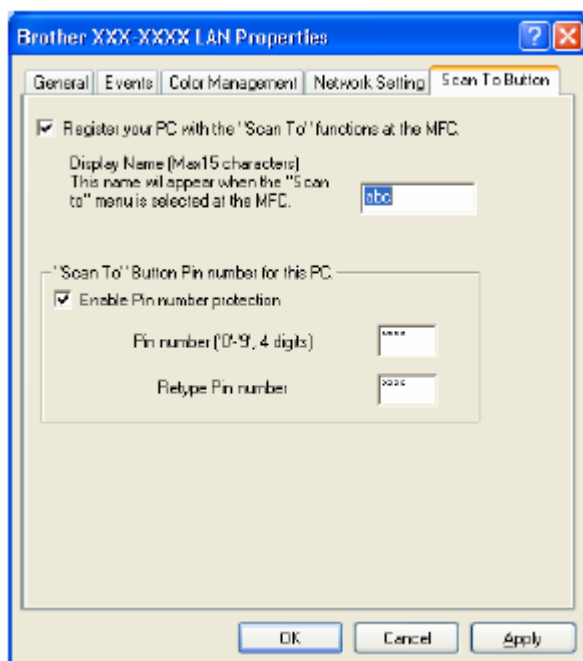 Brother XXX-XXXX LAN Properties
General Events Color Management Network Setting Scan To Button
Register your PC with the "Scan To" functions at the MFC.
Display Name (Max15 characters)
This name will appear when the "Scan
to" menu is selected at the MFC.
abc
"Scan To" Button Pin number for this PC.
Enable Pin number protection
Pin number ('0'-'9', 4 digits)
Retype Pin number
OK Cancel Apply